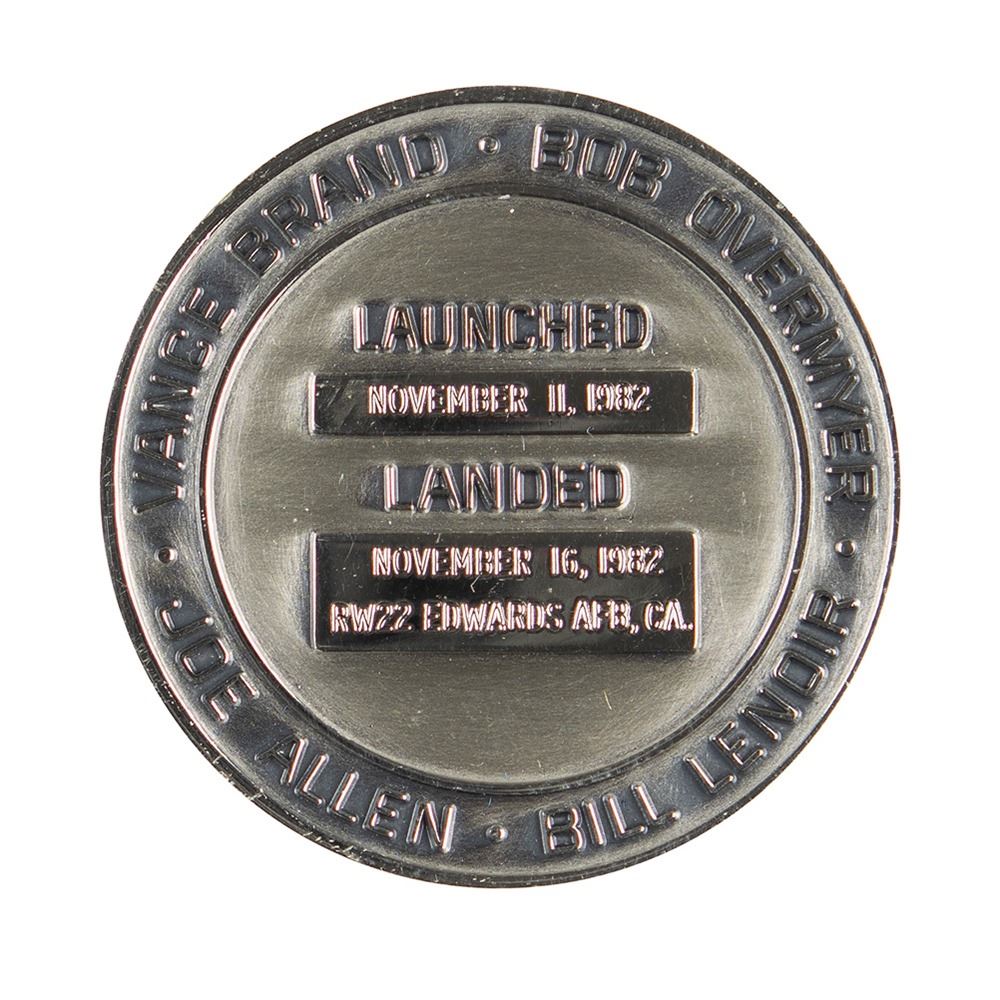 VANCE BRAND · BOB OVERMYER · BILL LENOIR · JOE ALLEN ·
LAUNCHED
NOVEMBER 11, 1982
LANDED
NOVEMBER 16, 1982
RW22 EDWARDS AFB, CA.